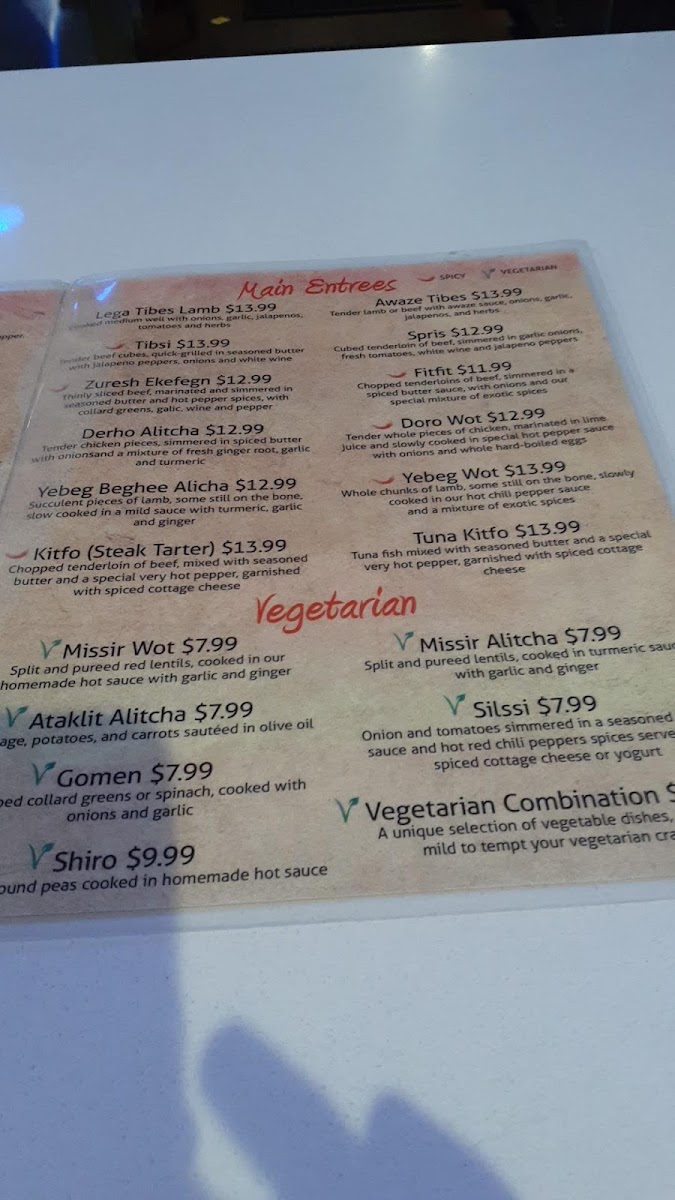 Main Entrees
SPICY
VEGETARIAN
Lega Tibes Lamb $13.99
Cooked medium well with onions, garlic, jalapenos,
tomatoes and herbs
Tibsi $13.99
Tender beef cubes, quick-grilled in seasoned butter
with jalapeno peppers, onions and white wine
Zuresh Ekefegn $12.99
Thinly sliced beef, marinated and simmered in
seasoned butter and hot pepper spices, with
collard greens, galic, wine and pepper
Derho Alitcha $12.99
Tender chicken pieces, simmered in spiced butter
with onionsand a mixture of fresh ginger root, garlic
and turmeric
Yebeg Beghee Alicha $12.99
Succulent pieces of lamb, some still on the bone,
slow cooked in a mild sauce with turmeric, garlic
and ginger
Kitfo (Steak Tarter) $13.99
Chopped tenderloin of beef, mixed with seasoned
butter and a special very hot pepper, garnished
with spiced cottage cheese
Awaze Tibes $13.99
Tender lamb or beef with awaze sauce, onions, garlic,
jalapenos, and herbs
Spris $12.99
Cubed tenderloin of beef, simmered in garlic onions,
fresh tomatoes, white wine and jalapeno peppers
Fitfit $11.99
Chopped tenderloins of beef, simmered in a
spiced butter sauce, with onions and our
special mixture of exotic spices
Doro Wot $12.99
Tender whole pieces of chicken, marinated in lime
juice and slowly cooked in special hot pepper sauce
with onions and whole hard-boiled eggs
Yebeg Wot $13.99
Whole chunks of lamb, some still on the bone, slowly
cooked in our hot chili pepper sauce
and a mixture of exotic spices
Tuna Kitfo $13.99
Tuna fish mixed with seasoned butter and a special
very hot pepper, garnished with spiced cottage
cheese
Vegetarian
Missir Wot $7.99
Split and pureed red lentils, cooked in our
homemade hot sauce with garlic and ginger
Ataklit Alitcha $7.99
age, potatoes, and carrots sautéed in olive oil
Gomen $7.99
ped collard greens or spinach, cooked with
onions and garlic
Shiro $9.99
ound peas cooked in homemade hot sauce
Missir Alitcha $7.99
Split and pureed lentils, cooked in turmeric sauc
with garlic and ginger
Silssi $7.99
Onion and tomatoes simmered in a seasoned
sauce and hot red chili peppers spices serve
spiced cottage cheese or yogurt
Vegetarian Combination $
A unique selection of vegetable dishes,
mild to tempt your vegetarian cra